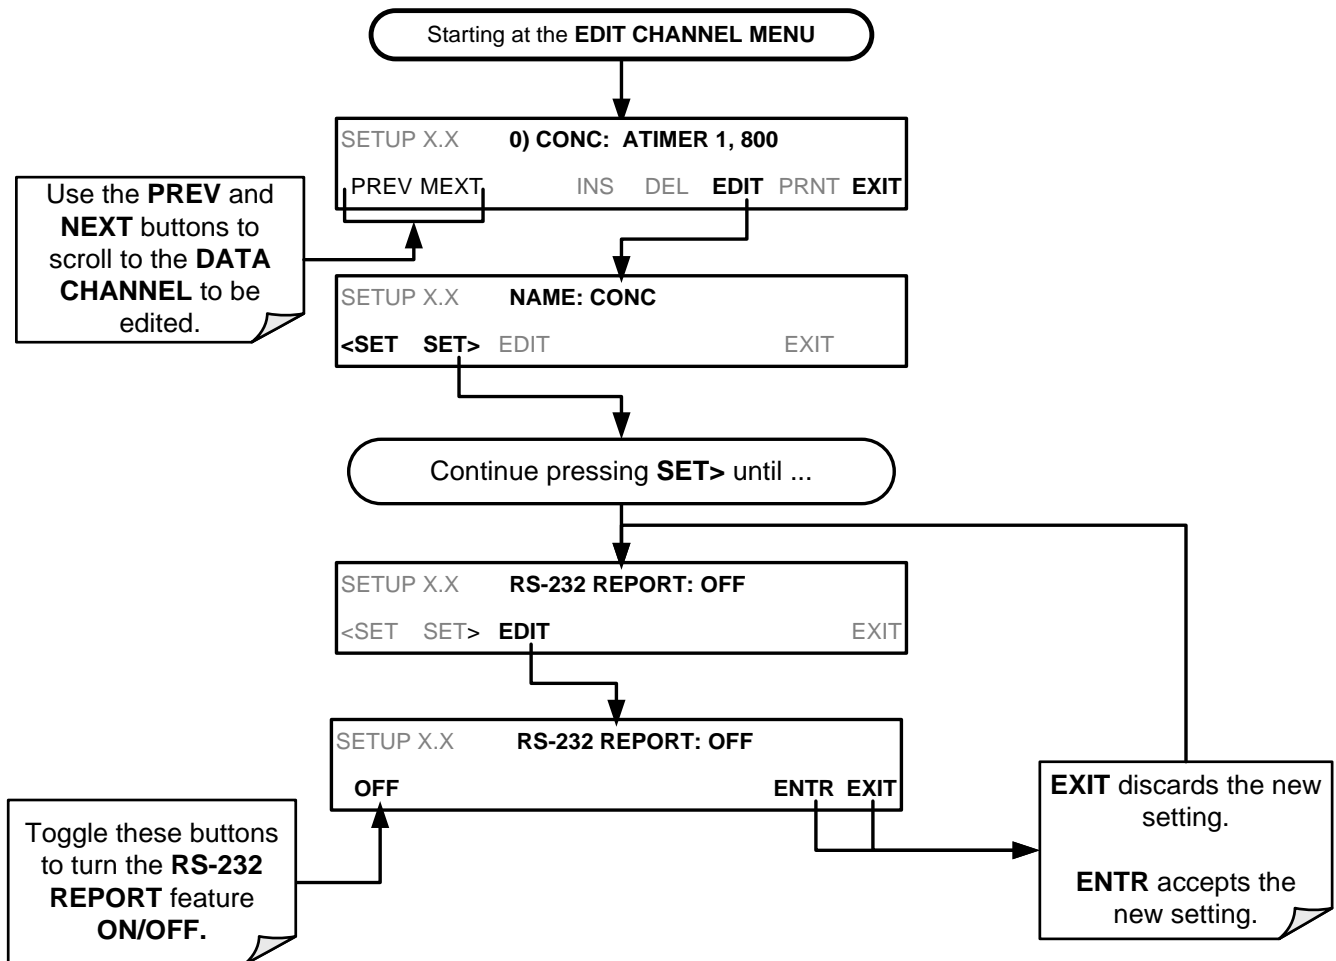 Starting at the EDIT CHANNEL MENU
SETUP X.X 0) CONC: ATIMER 1, 800
PREV MEXT INS DEL EDIT PRNT EXIT
Use the PREV and
NEXT buttons to
scroll to the DATA
CHANNEL to be
edited.
SETUP X.X NAME: CONC
<SET SET> EDIT EXIT
Continue pressing SET> until ...
SETUP X.X RS-232 REPORT: OFF
<SET SET> EDIT EXIT
SETUP X.X RS-232 REPORT: OFF
OFF ENTR EXIT
Toggle these buttons
to turn the RS-232
REPORT feature
ON/OFF.
EXIT discards the new
setting.
ENTR accepts the
new setting.